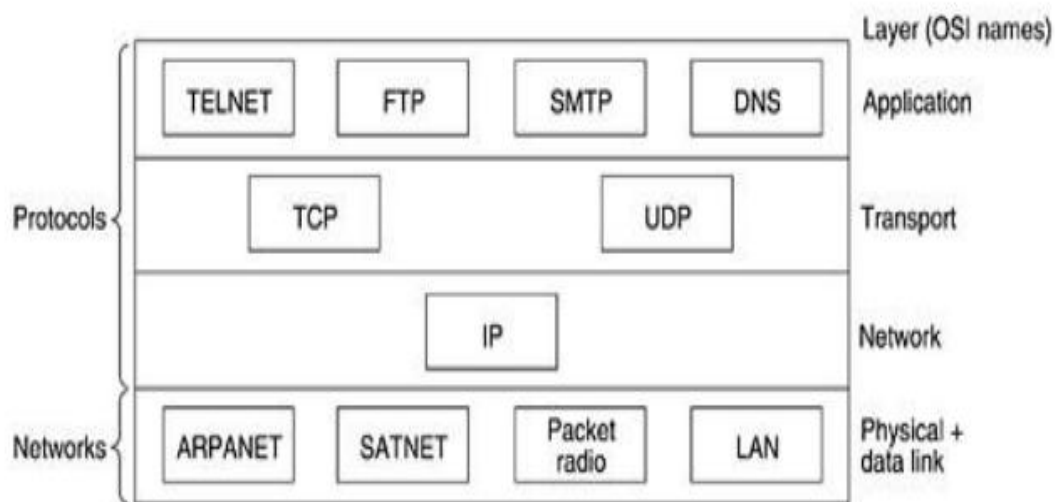 Layer (OSI names)
TELNET FTP SMTP DNS Application
Protocols TCP UDP Transport
IP Network
Networks ARPANET SATNET Packet radio LAN Physical + data link